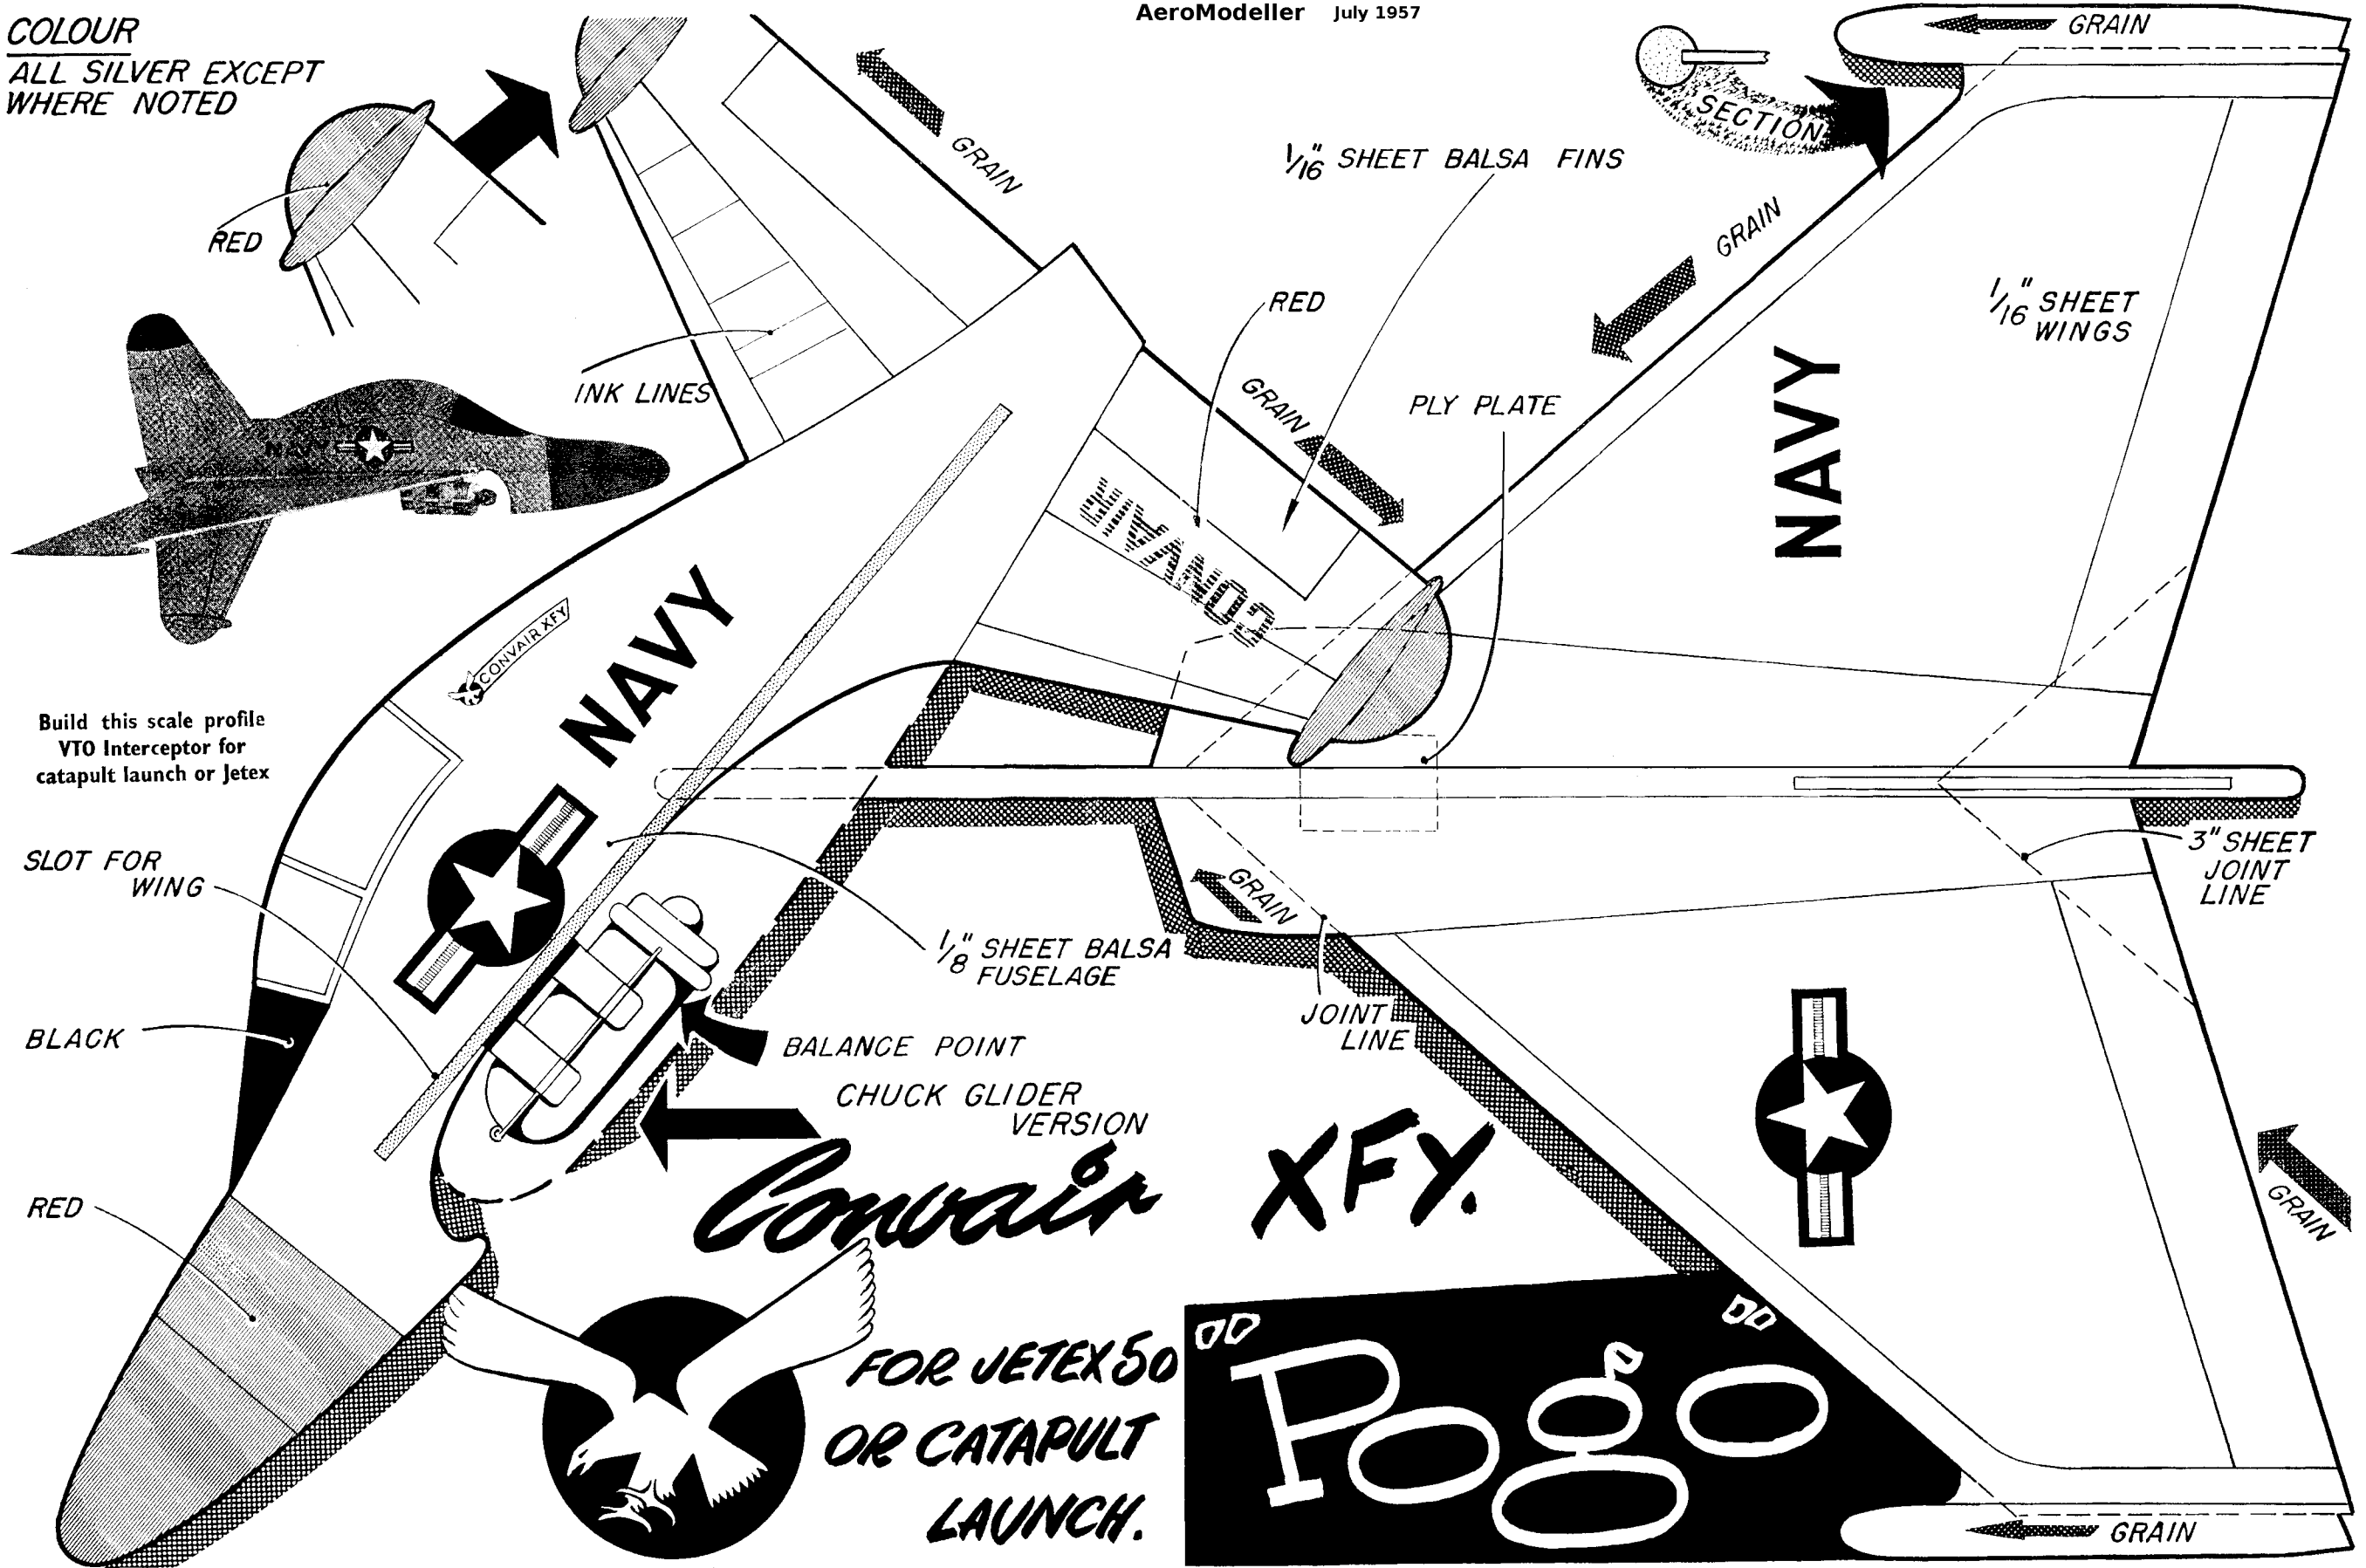 AeroModeller July 1957
COLOUR
ALL SILVER EXCEPT
WHERE NOTED
RED
INK LINES
GRAIN
SECTION
GRAIN
1/16" SHEET BALSA FINS
GRAIN
RED
1/16" SHEET
WINGS
GRAIN
PLY PLATE
NAVY
CONVAIR
NAVY
NAVY
CONVAIR XFY
Build this scale profile
VTO Interceptor for
catapult launch or Jetex
SLOT FOR
WING
BLACK
RED
1/8" SHEET BALSA
FUSELAGE
GRAIN
JOINT
LINE
3" SHEET
JOINT
LINE
BALANCE POINT
CHUCK GLIDER
VERSION
GRAIN
Convair XFY.
Pogo
FOR JETEX 50
OR CATAPULT
LAUNCH.
GRAIN